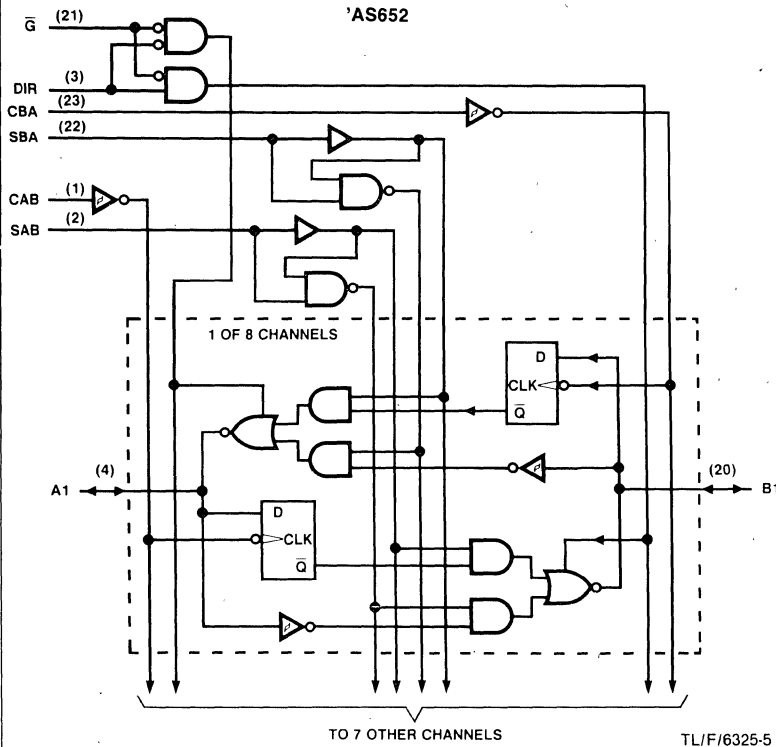 'AS652
G̅ (21)
DIR (3)
CBA (23)
SBA (22)
CAB (1)
SAB (2)
1 OF 8 CHANNELS
D
CLK
Q̅
A1 (4)
(20) B1
D
CLK
Q̅
TO 7 OTHER CHANNELS
TL/F/6325-5